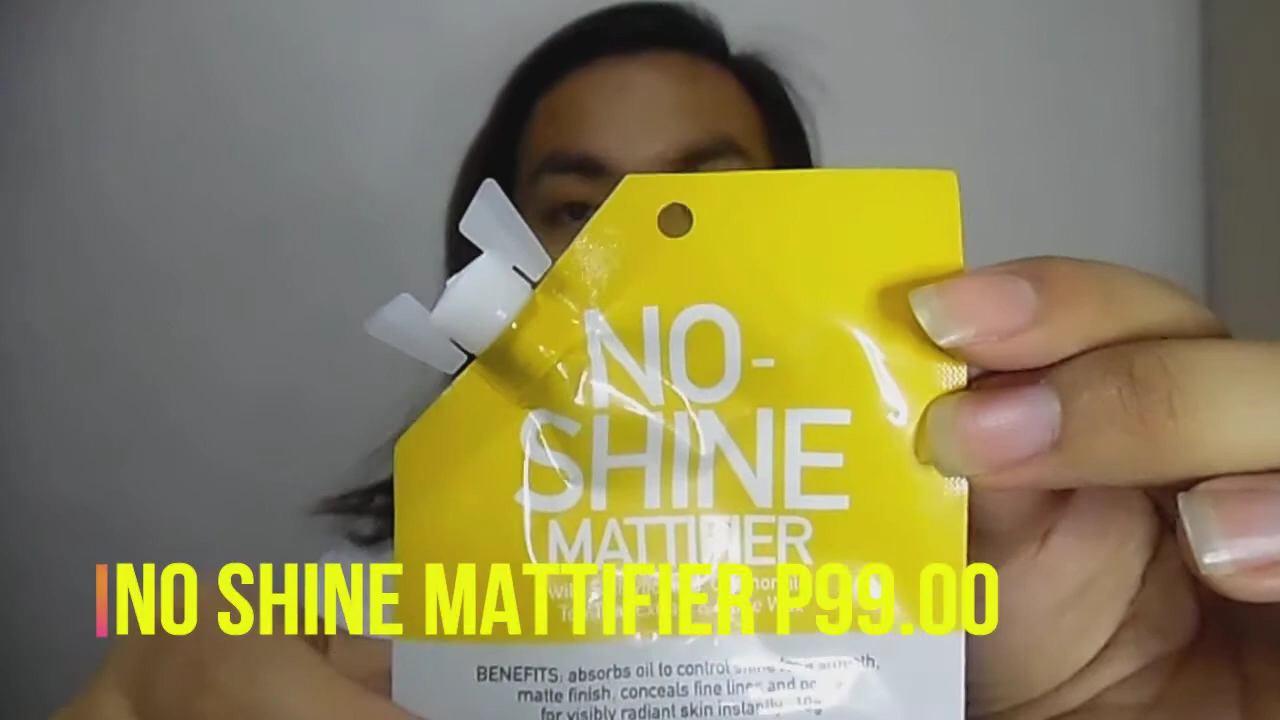 NO-
SHINE
MATTIFIER
NO SHINE MATTIFIER P99.00
BENEFITS: absorbs oil to control
matte finish, conceals fine lines and
for visibly radiant skin instantly. 10g